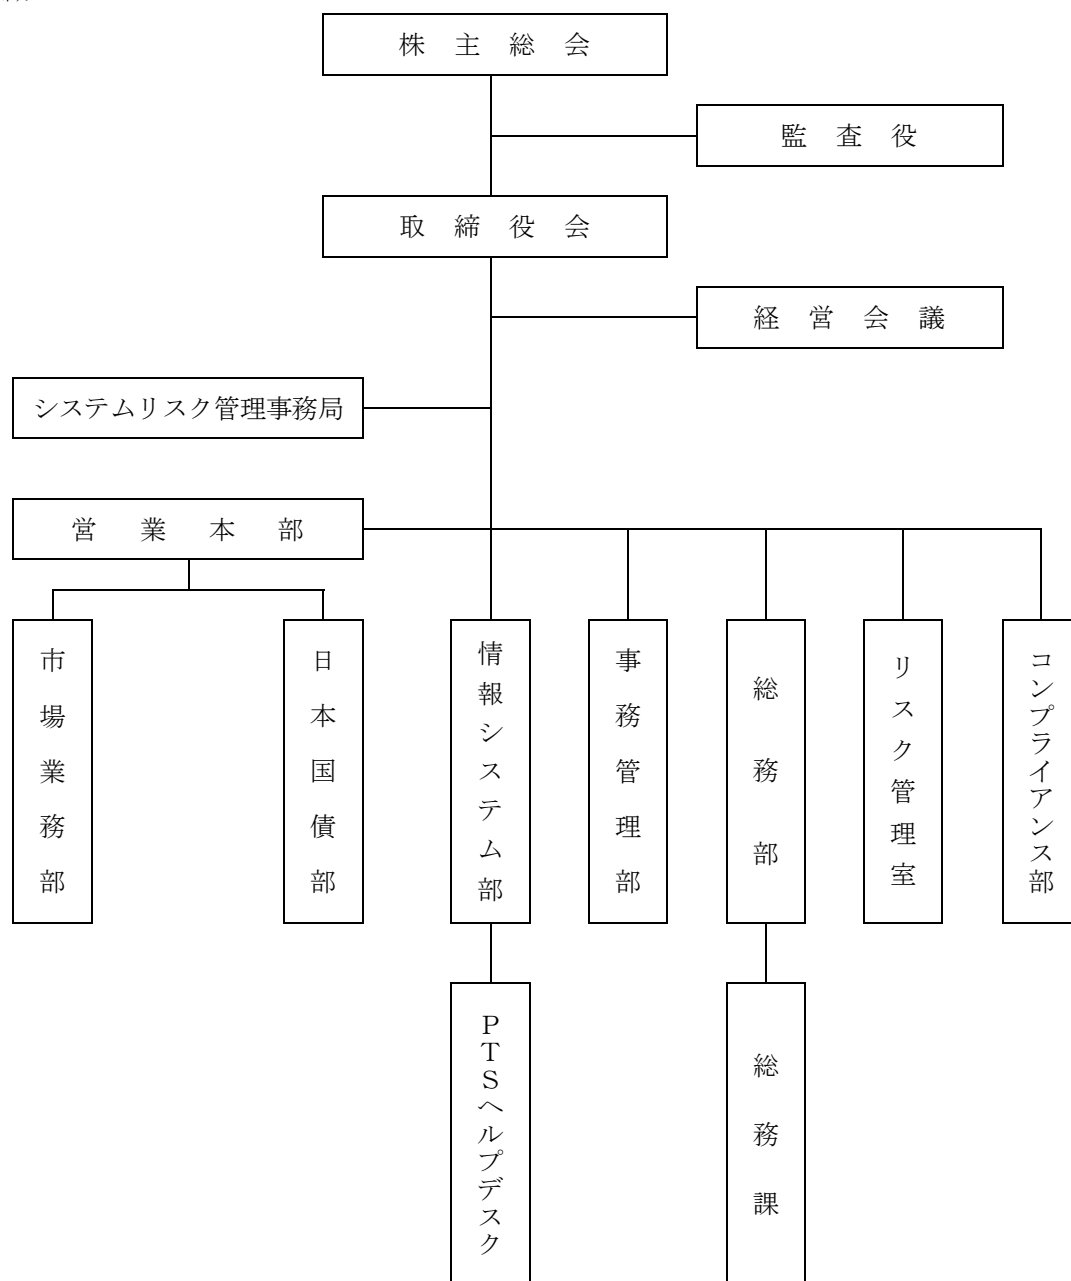 株主総会
監査役
取締役会
経営会議
システムリスク管理事務局
営業本部
市場業務部
日本国債部
情報システム部
事務管理部
総務部
リスク管理室
コンプライアンス部
PTSヘルプデスク
総務課